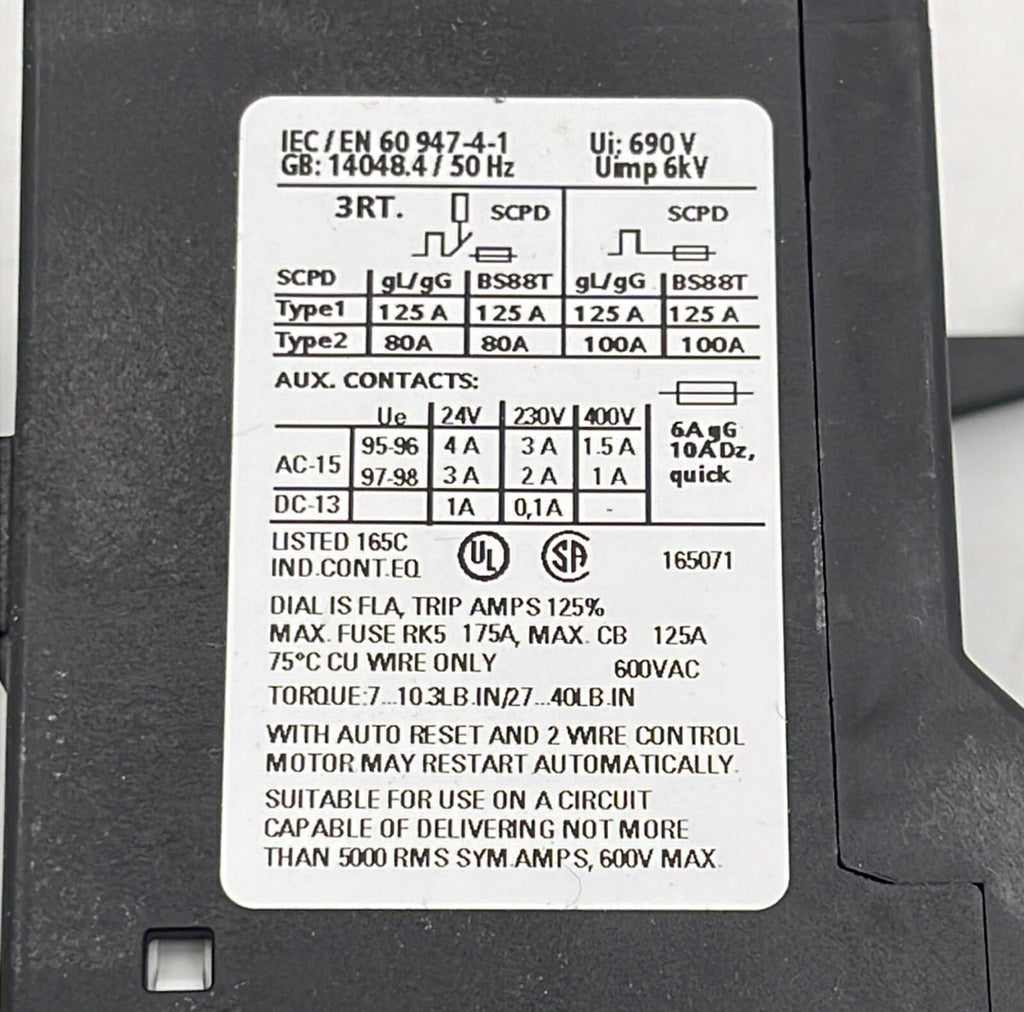 IEC/EN 60 947-4-1 Ui: 690 V
GB: 14048.4 / 50 Hz Uimp 6kV
3RT. SCPD SCPD
SCPD gL/gG BS88T gL/gG BS88T
Type1 125 A 125 A 125 A 125 A
Type2 80A 80A 100A 100A
AUX. CONTACTS:
Ue 24V 230V 400V
AC-15 95-96 4 A 3 A 1.5 A
97-98 3 A 2 A 1 A
DC-13 1A 0,1A -
6A gG
10A Dz,
quick
LISTED 165C UL SA 165071
IND.CONT.EQ
DIAL IS FLA, TRIP AMPS 125%
MAX. FUSE RK5 175A, MAX. CB 125A
75°C CU WIRE ONLY 600VAC
TORQUE:7...10.3LB.IN/27...40LB.IN
WITH AUTO RESET AND 2 WIRE CONTROL
MOTOR MAY RESTART AUTOMATICALLY.
SUITABLE FOR USE ON A CIRCUIT
CAPABLE OF DELIVERING NOT MORE
THAN 5000 RMS SYM.AMPS, 600V MAX.